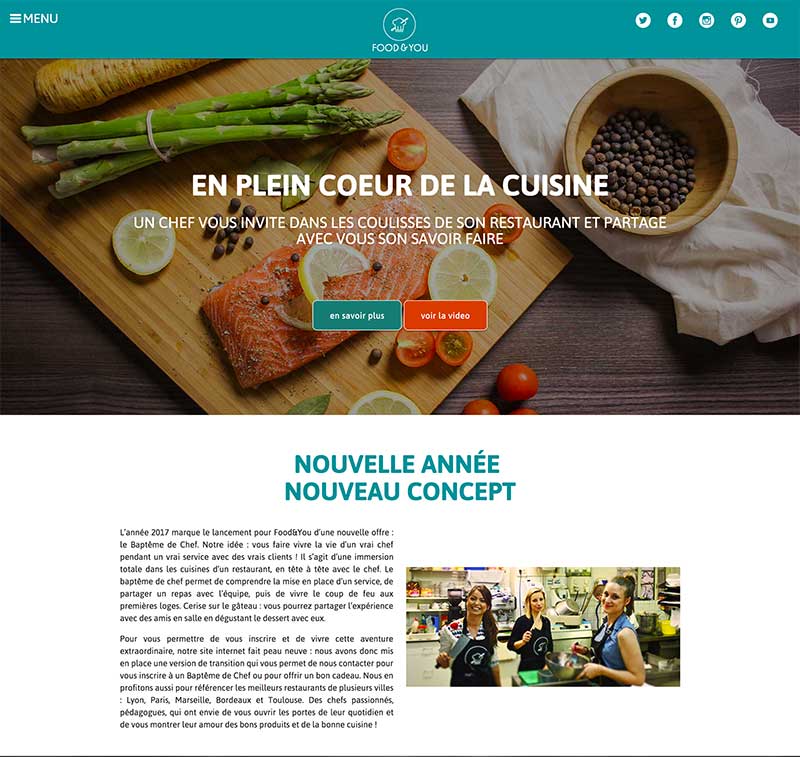 MENU
FOOD&YOU
EN PLEIN COEUR DE LA CUISINE
UN CHEF VOUS INVITE DANS LES COULISSES DE SON RESTAURANT ET PARTAGE
AVEC VOUS SON SAVOIR FAIRE
en savoir plus
voir la video
NOUVELLE ANNÉE
NOUVEAU CONCEPT
L’année 2017 marque le lancement pour Food&You d’une nouvelle offre :
le Baptême de Chef. Notre idée : vous faire vivre la vie d’un vrai chef
pendant un vrai service avec des vrais clients ! Il s’agit d’une immersion
totale dans les cuisines d’un restaurant, en tête à tête avec le chef. Le
baptême de chef permet de comprendre la mise en place d’un service, de
partager un repas avec l’équipe, puis de vivre le coup de feu aux
premières loges. Cerise sur le gâteau : vous pourrez partager l’expérience
avec des amis en salle en dégustant le dessert avec eux.
Pour vous permettre de vous inscrire et de vivre cette aventure
extraordinaire, notre site internet fait peau neuve : nous avons donc mis
en place une version de transition qui vous permet de nous contacter pour
vous inscrire à un Baptême de Chef ou pour offrir un bon cadeau. Nous en
profitons aussi pour référencer les meilleurs restaurants de plusieurs villes
: Lyon, Paris, Marseille, Bordeaux et Toulouse. Des chefs passionnés,
pédagogues, qui ont envie de vous ouvrir les portes de leur quotidien et
de vous montrer leur amour des bons produits et de la bonne cuisine !